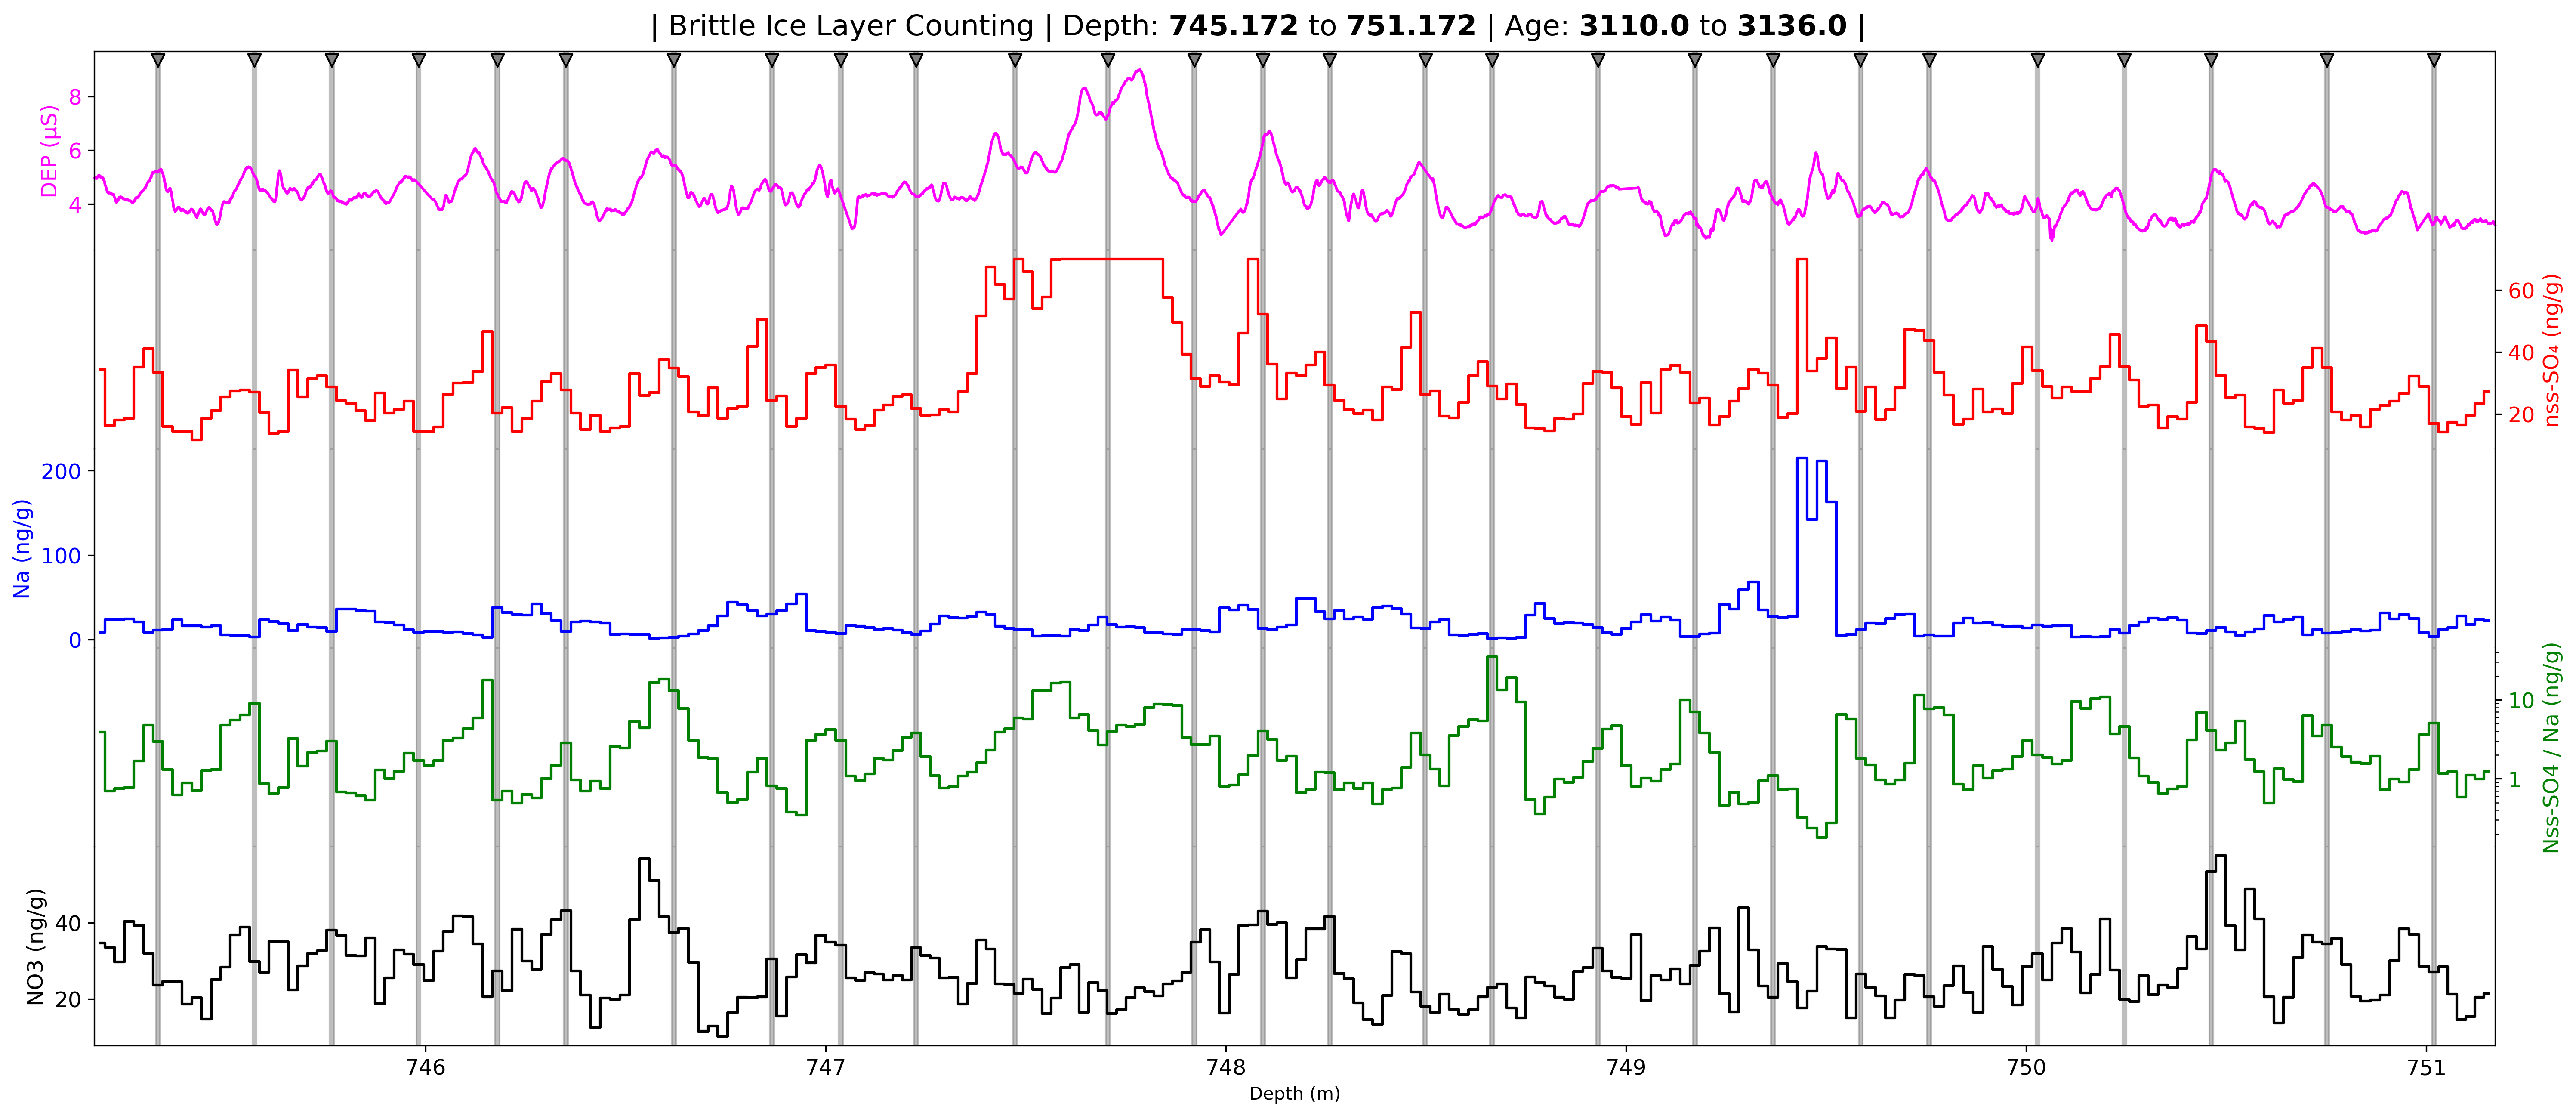 | Brittle Ice Layer Counting | Depth: 745.172 to 751.172 | Age: 3110.0 to 3136.0 |
DEP (µS)
8
6
4
nss-SO₄ (ng/g)
60
40
20
Na (ng/g)
200
100
0
Nss-SO4 / Na (ng/g)
10
1
NO3 (ng/g)
40
20
746 747 748 749 750 751
Depth (m)